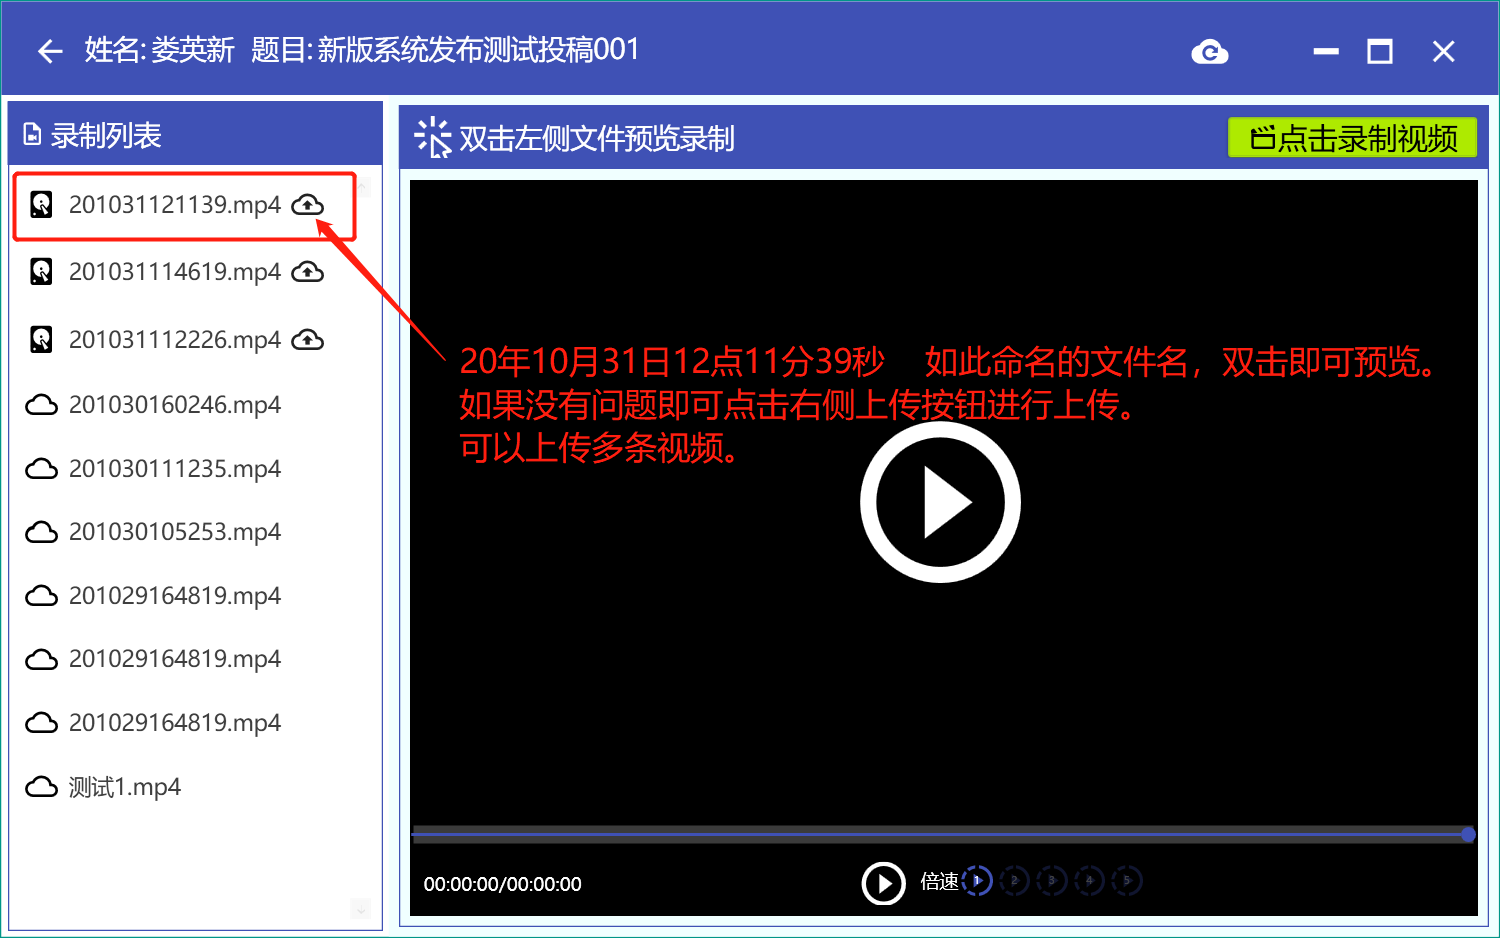 姓名: 娄英新 题目: 新版系统发布测试投稿001
录制列表
201031121139.mp4
201031114619.mp4
201031112226.mp4
201030160246.mp4
201030111235.mp4
201030105253.mp4
201029164819.mp4
201029164819.mp4
201029164819.mp4
测试1.mp4
双击左侧文件预览录制
点击录制视频
20年10月31日12点11分39秒 如此命名的文件名，双击即可预览。
如果没有问题即可点击右侧上传按钮进行上传。
可以上传多条视频。
00:00:00/00:00:00
倍速 1 2 3 4 5